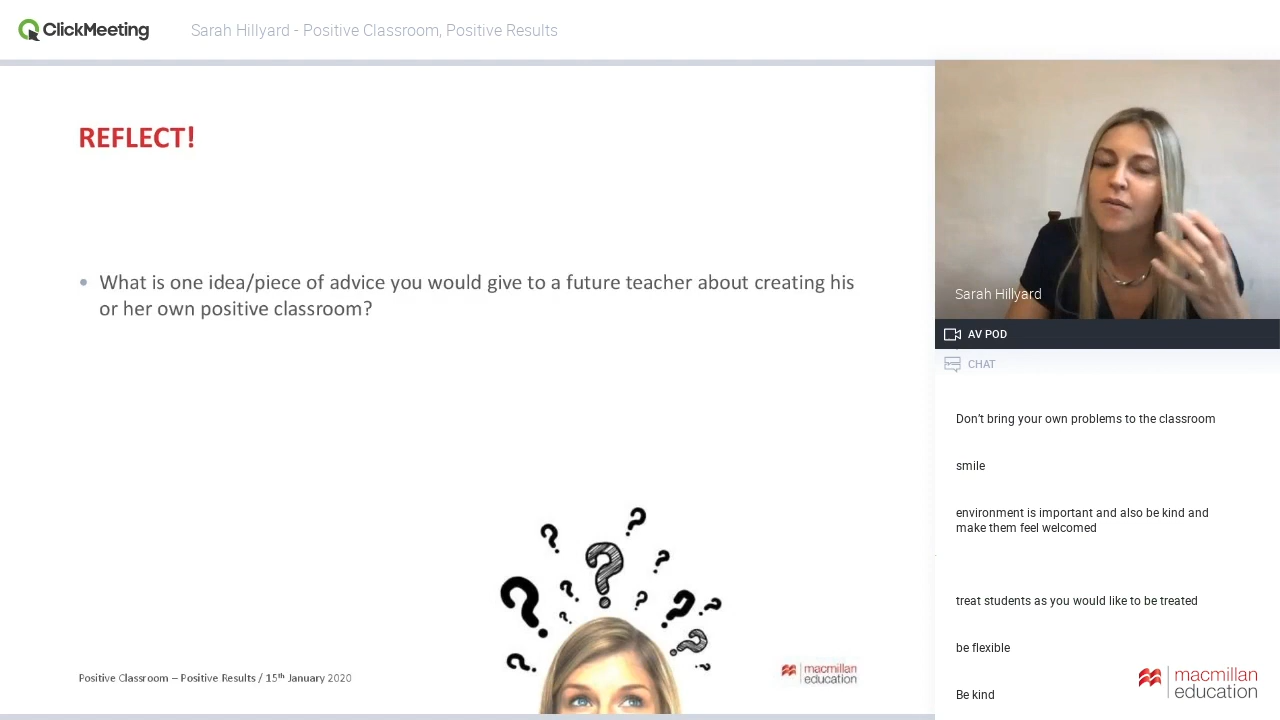 ClickMeeting
Sarah Hillyard - Positive Classroom, Positive Results
REFLECT!
• What is one idea/piece of advice you would give to a future teacher about creating his
or her own positive classroom?
Positive Classroom – Positive Results / 15th January 2020
macmillan
education
Sarah Hillyard
AV POD
CHAT
Don't bring your own problems to the classroom
smile
environment is important and also be kind and
make them feel welcomed
treat students as you would like to be treated
be flexible
Be kind
macmillan
education